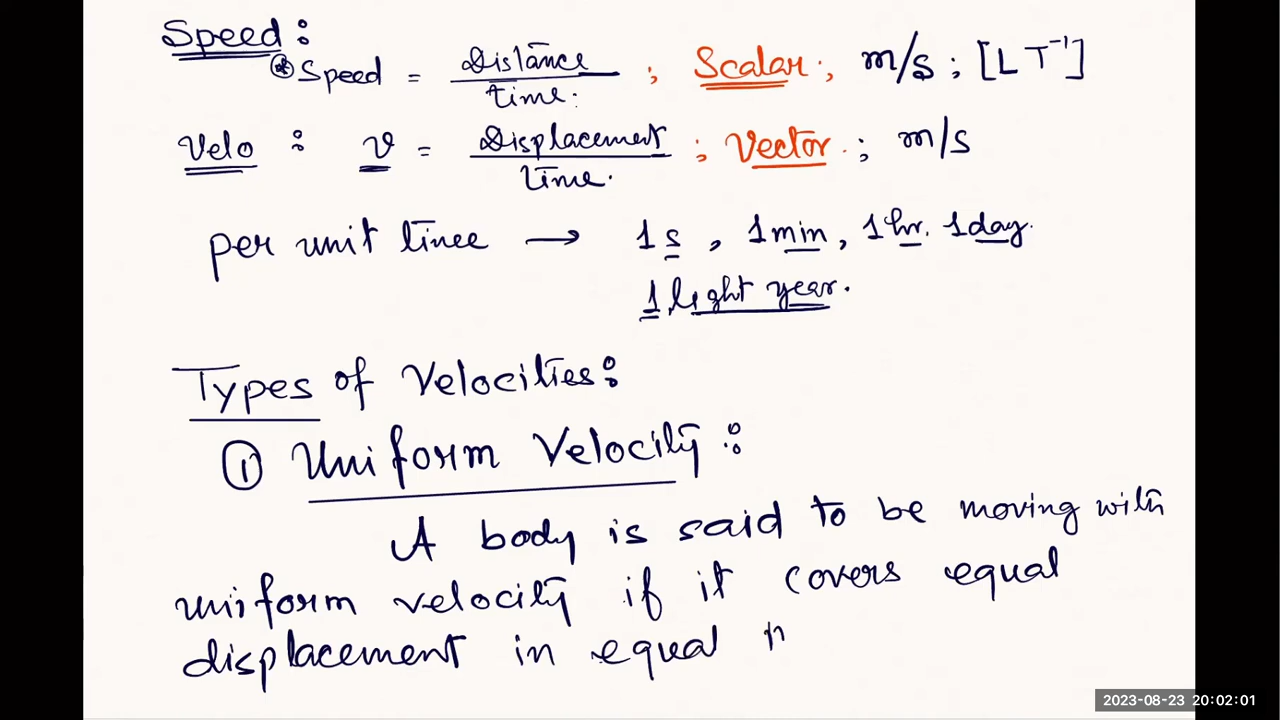 Speed:
* Speed = Distance / time. ; Scalar. ; m/s ; [L T⁻¹]
Velo : v = Displacement / time. ; Vector. ; m/s
per unit time → 1 s , 1 min , 1 hr. 1 day.
1 light year.
Types of Velocities:
① Uniform Velocity :
A body is said to be moving with
uniform velocity if it covers equal
displacement in equal
2023-08-23 20:02:01